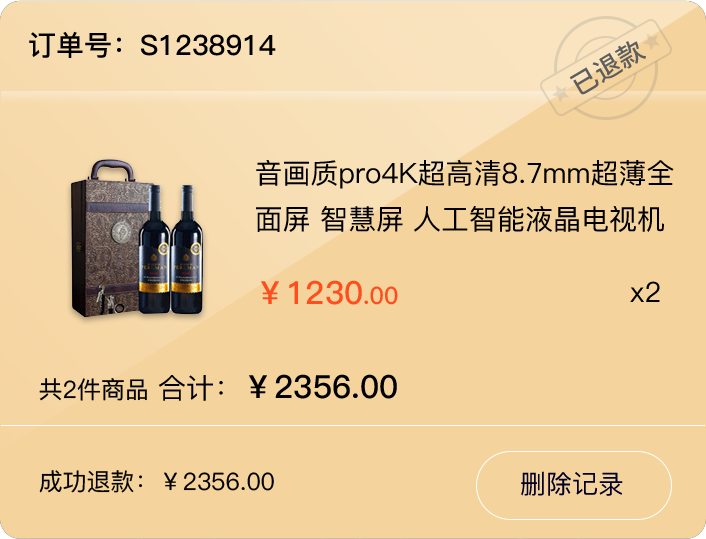 订单号：S1238914
已退款
音画质pro4K超高清8.7mm超薄全
面屏 智慧屏 人工智能液晶电视机
￥1230.00
x2
共2件商品 合计：￥2356.00
成功退款：￥2356.00
删除记录